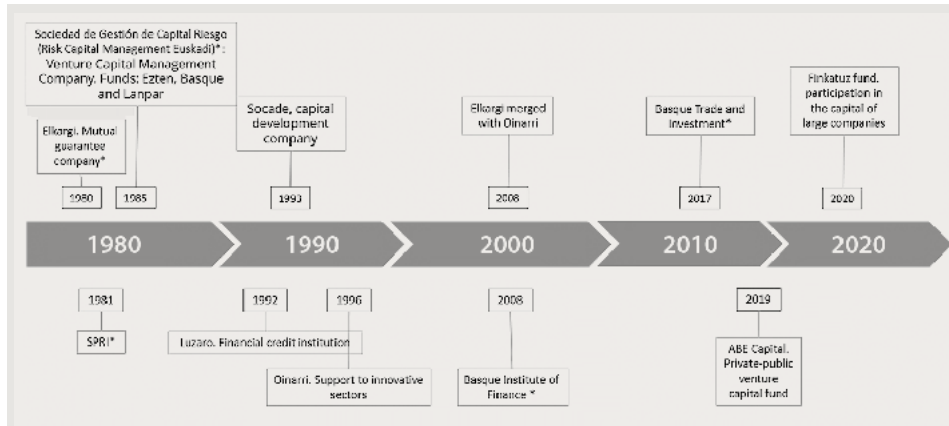 Sociedad de Gestión de Capital Riesgo
(Risk Capital Management Euskadi)* :
Venture Capital Management
Company. Funds: Ezten, Basque
and Lanpar
Elkargi. Mutual
guarantee
company*
Socade, capital
development
company
Elkargi merged
with Oinarri
Basque Trade and
Investment*
Finkatuz fund.
participation in
the capital of
large companies
1980
1985
1993
2008
2017
2020
1980
1990
2000
2010
2020
1981
1992
1996
2008
2019
SPRI*
Luzaro. Financial credit institution
Oinarri. Support to innovative
sectors
Basque Institute of
Finance *
ABE Capital.
Private-public
venture
capital fund